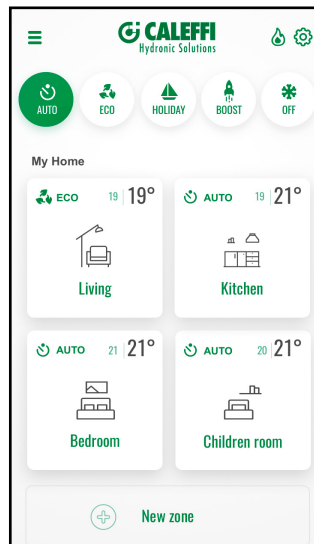 CALEFFI
Hydronic Solutions
AUTO
ECO
HOLIDAY
BOOST
OFF
My Home
ECO 19 19°
AUTO 19 21°
Living
Kitchen
AUTO 21 21°
AUTO 20 21°
Bedroom
Children room
New zone